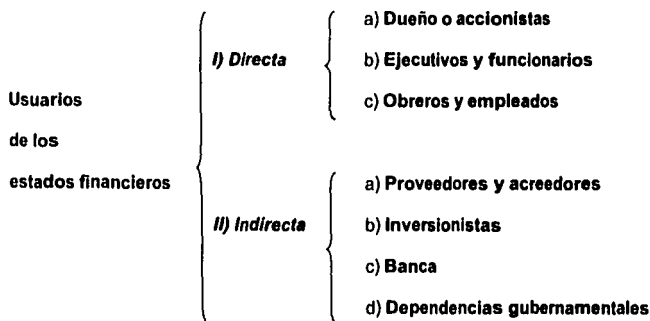 Usuarios
de los
estados financieros
I) Directa
a) Dueño o accionistas
b) Ejecutivos y funcionarios
c) Obreros y empleados
II) Indirecta
a) Proveedores y acreedores
b) Inversionistas
c) Banca
d) Dependencias gubernamentales